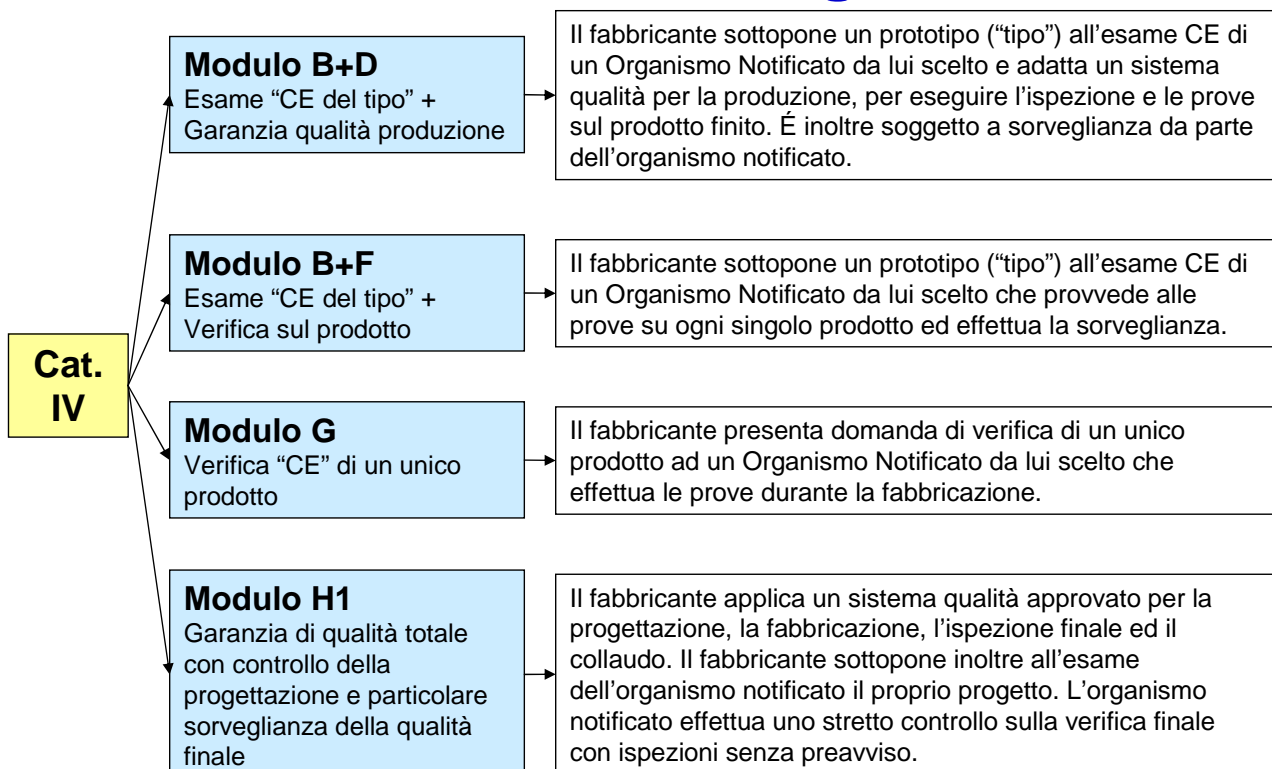 Cat.
IV
Modulo B+D
Esame “CE del tipo” +
Garanzia qualità produzione
Il fabbricante sottopone un prototipo (“tipo”) all’esame CE di
un Organismo Notificato da lui scelto e adatta un sistema
qualità per la produzione, per eseguire l’ispezione e le prove
sul prodotto finito. É inoltre soggetto a sorveglianza da parte
dell’organismo notificato.
Modulo B+F
Esame “CE del tipo” +
Verifica sul prodotto
Il fabbricante sottopone un prototipo (“tipo”) all’esame CE di
un Organismo Notificato da lui scelto che provvede alle
prove su ogni singolo prodotto ed effettua la sorveglianza.
Modulo G
Verifica “CE” di un unico
prodotto
Il fabbricante presenta domanda di verifica di un unico
prodotto ad un Organismo Notificato da lui scelto che
effettua le prove durante la fabbricazione.
Modulo H1
Garanzia di qualità totale
con controllo della
progettazione e particolare
sorveglianza della qualità
finale
Il fabbricante applica un sistema qualità approvato per la
progettazione, la fabbricazione, l’ispezione finale ed il
collaudo. Il fabbricante sottopone inoltre all’esame
dell’organismo notificato il proprio progetto. L’organismo
notificato effettua uno stretto controllo sulla verifica finale
con ispezioni senza preavviso.